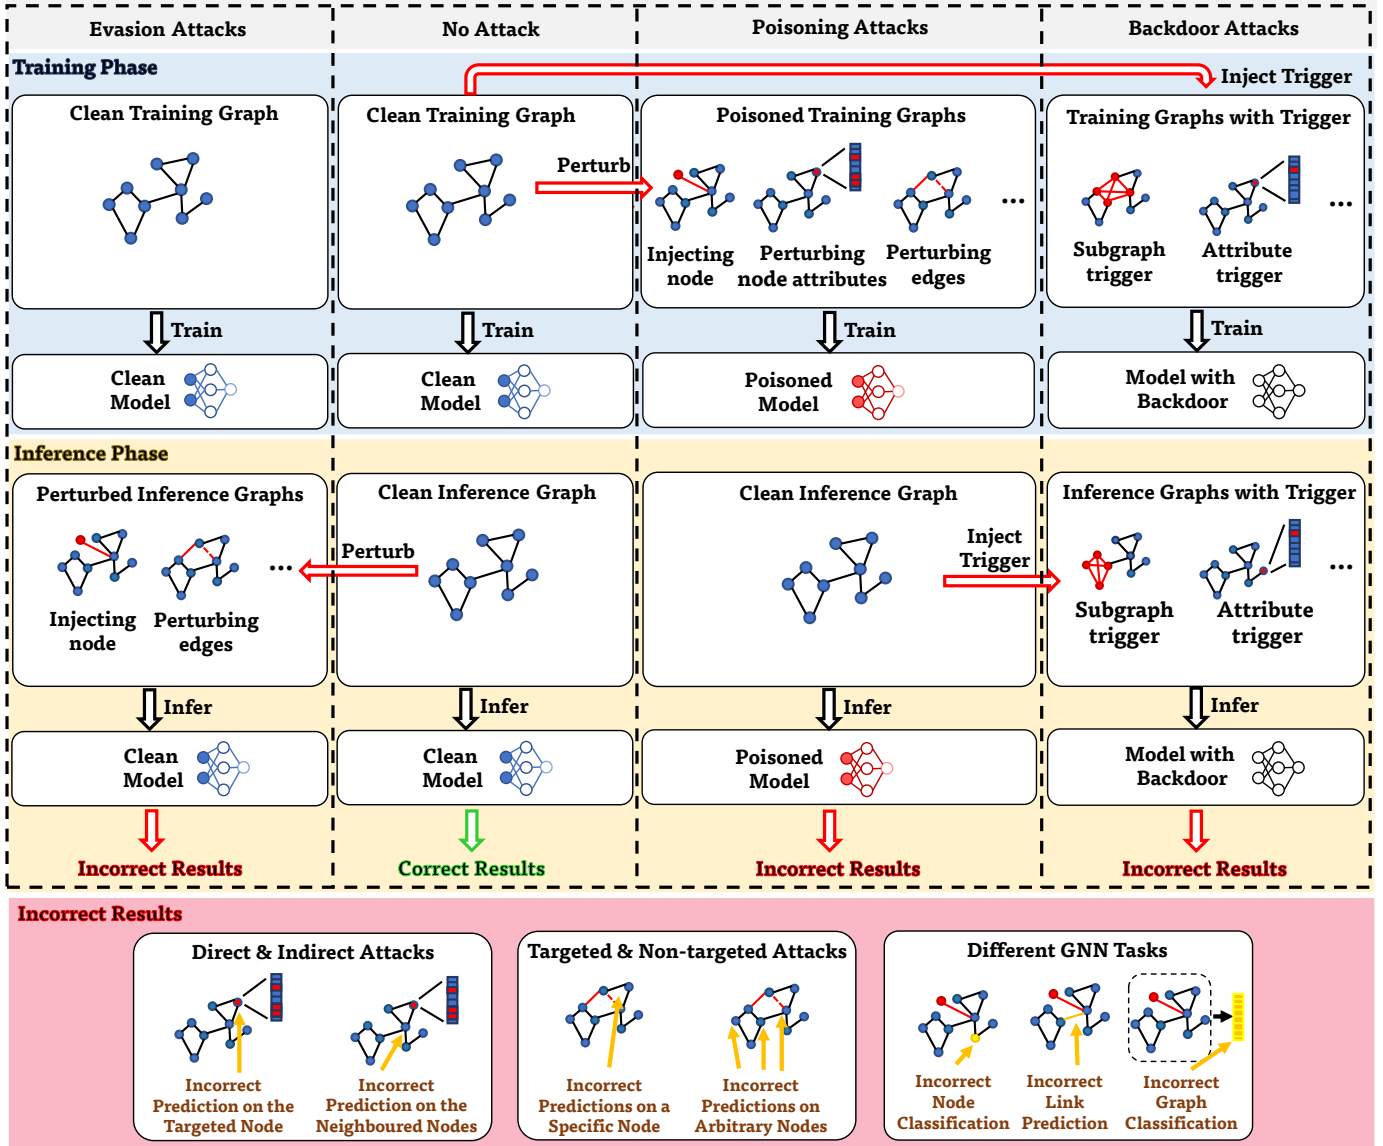 Evasion Attacks
No Attack
Poisoning Attacks
Backdoor Attacks
Training Phase
Inject Trigger
Clean Training Graph
Clean Training Graph
Perturb
Poisoned Training Graphs
Injecting
node
Perturbing
node attributes
Perturbing
edges
...
Training Graphs with Trigger
Subgraph
trigger
Attribute
trigger
...
Train
Train
Train
Train
Clean
Model
Clean
Model
Poisoned
Model
Model with
Backdoor
Inference Phase
Perturbed Inference Graphs
Injecting
node
Perturbing
edges
...
Perturb
Clean Inference Graph
Clean Inference Graph
Inject
Trigger
Inference Graphs with Trigger
Subgraph
trigger
Attribute
trigger
...
Infer
Infer
Infer
Infer
Clean
Model
Clean
Model
Poisoned
Model
Model with
Backdoor
Incorrect Results
Correct Results
Incorrect Results
Incorrect Results
Incorrect Results
Direct & Indirect Attacks
Incorrect
Prediction on the
Targeted Node
Incorrect
Prediction on the
Neighboured Nodes
Targeted & Non-targeted Attacks
Incorrect
Predictions on a
Specific Node
Incorrect
Predictions on
Arbitrary Nodes
Different GNN Tasks
Incorrect
Node
Classification
Incorrect
Link
Prediction
Incorrect
Graph
Classification